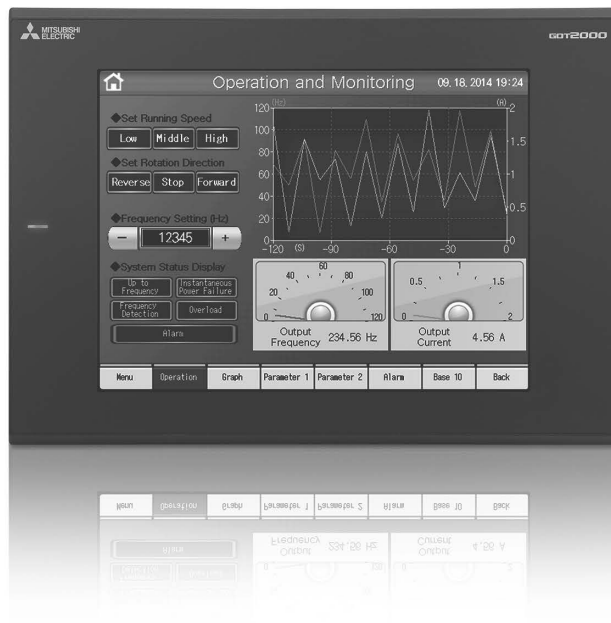 MITSUBISHI
ELECTRIC
GOT2000
Operation and Monitoring 09. 18. 2014 19:24
◆Set Running Speed
Low Middle High
◆Set Rotation Direction
Reverse Stop Forward
◆Frequency Setting (Hz)
− 12345 +
◆System Status Display
Up to
Frequency
Instantaneous
Power Failure
Frequency
Detection
Overload
Alarm
120 (Hz) (A) 2
100
80 1.5
60 1
40 0.5
20
0
-120 (S) -90 -60 -30 0
0 20 40 60 80 100 120
Output
Frequency 234.56 Hz
0 0.5 1 1.5 2
Output
Current 4.56 A
Menu Operation Graph Parameter 1 Parameter 2 Alarm Base 10 Back